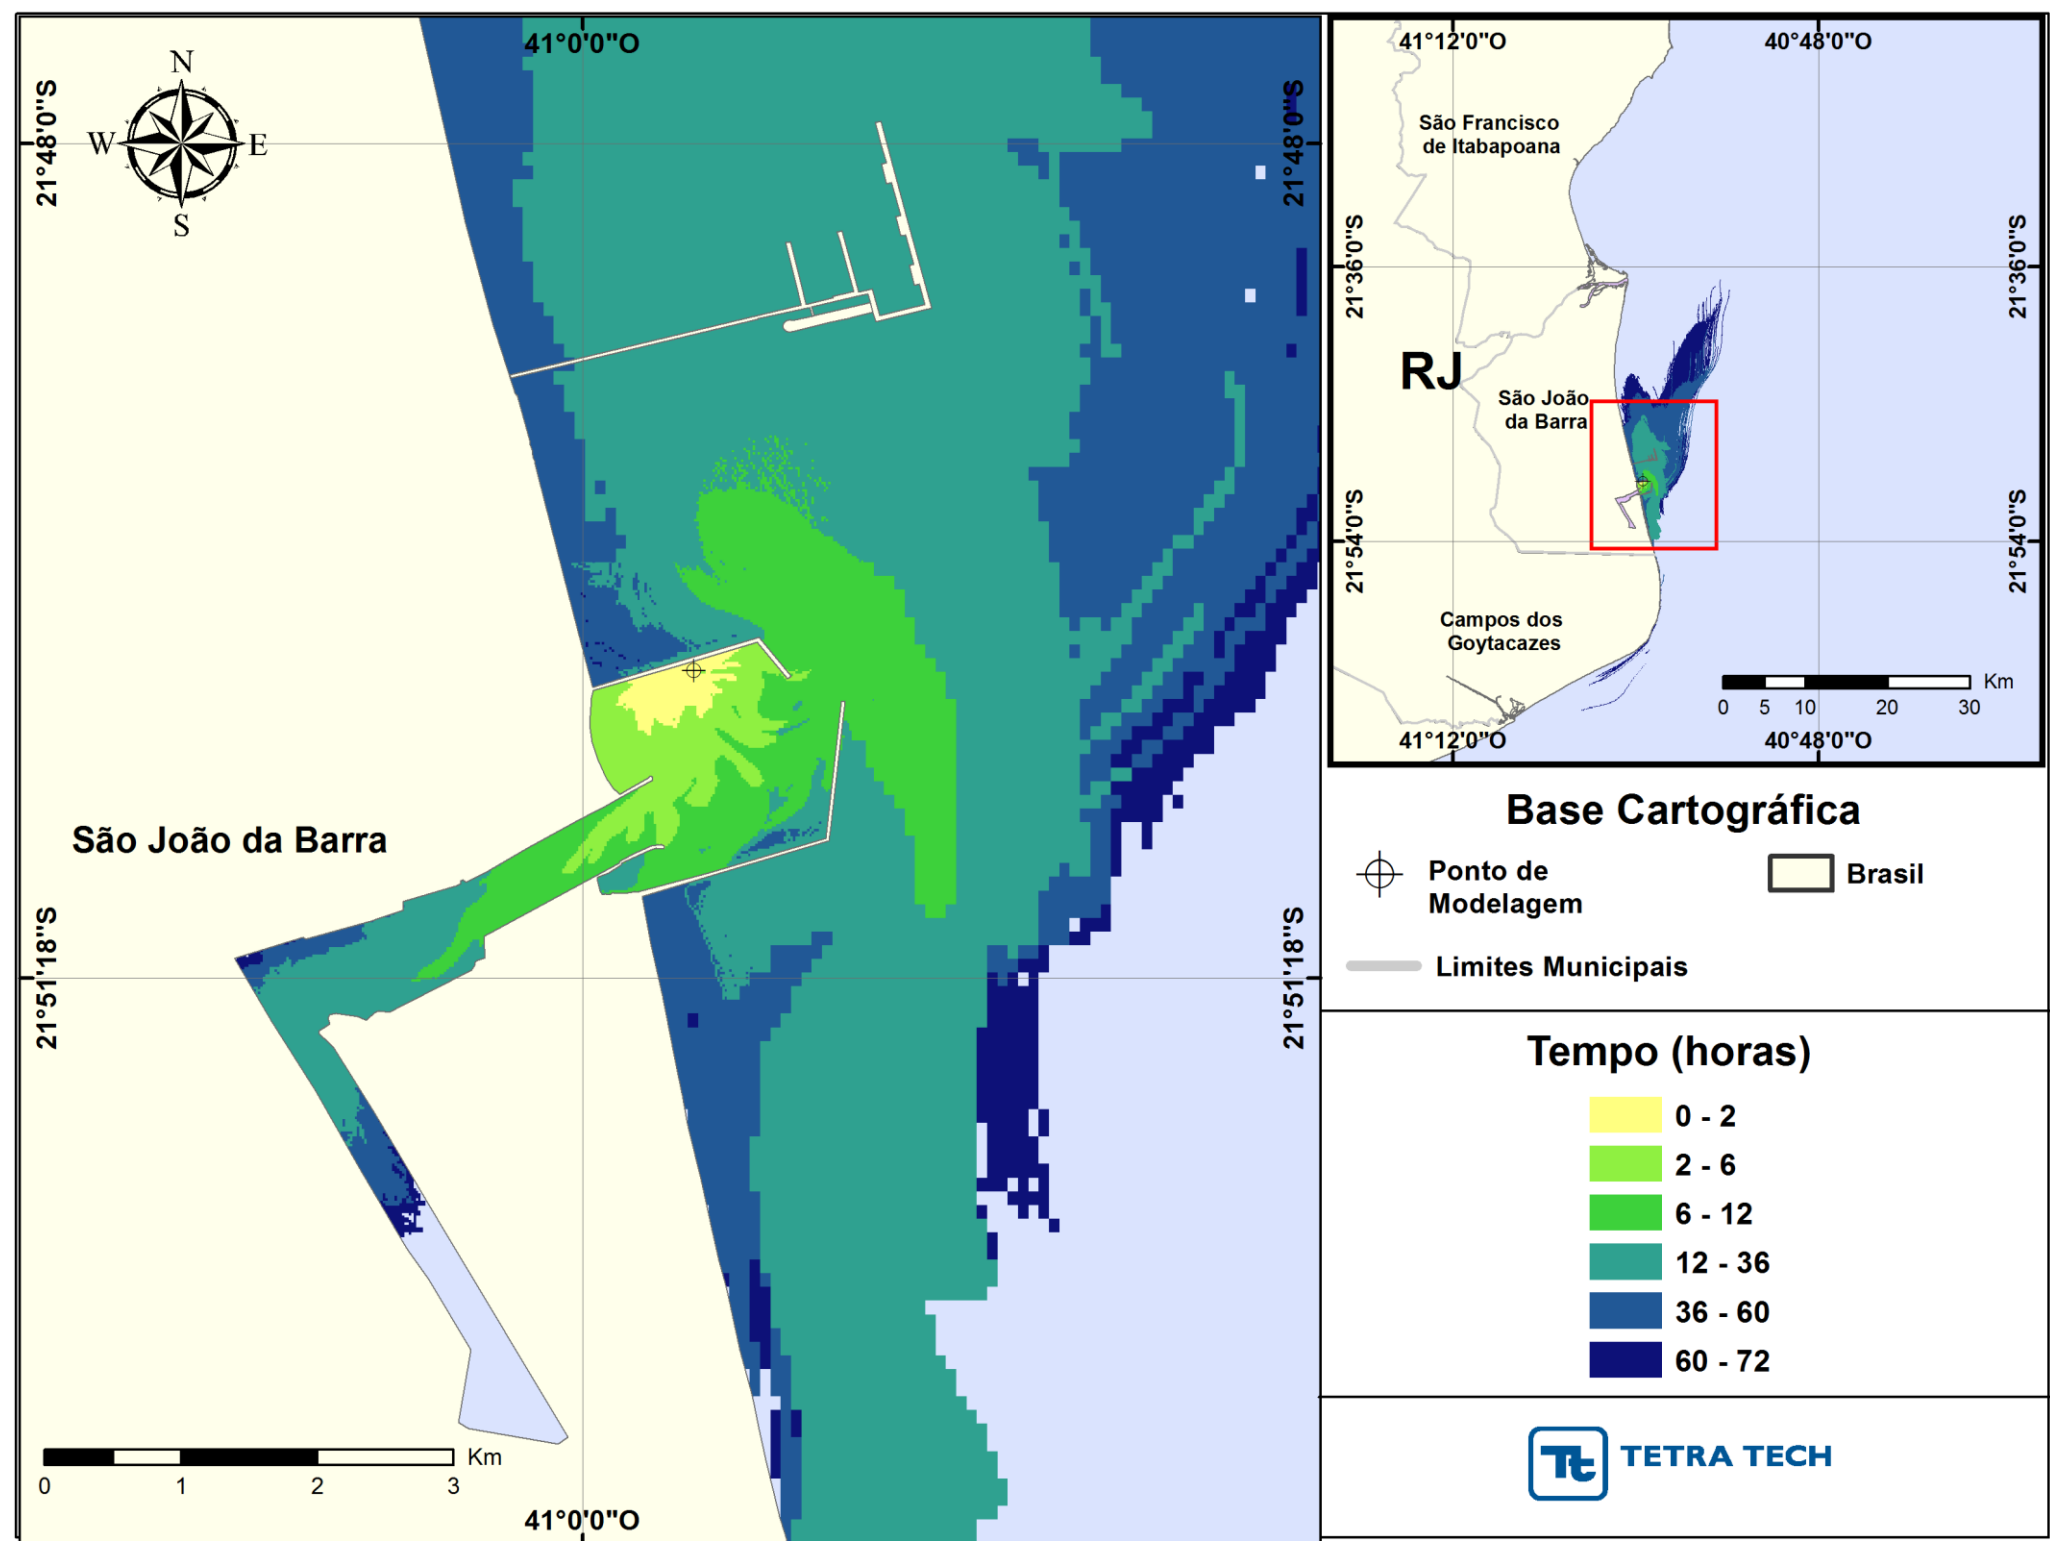 41°0'0"O
N
W
E
S
21°48'0"S
21°48'0"S
São João da Barra
21°51'18"S
21°51'18"S
Km
0
1
2
3
41°0'0"O
41°12'0"O
40°48'0"O
São Francisco
de Itabapoana
21°36'0"S
21°36'0"S
RJ
São João
da Barra
21°54'0"S
21°54'0"S
Campos dos
Goytacazes
Km
0
5
10
20
30
41°12'0"O
40°48'0"O
Base Cartográfica
Ponto de
Modelagem
Brasil
Limites Municipais
Tempo (horas)
0 - 2
2 - 6
6 - 12
12 - 36
36 - 60
60 - 72
Tt
TETRA TECH